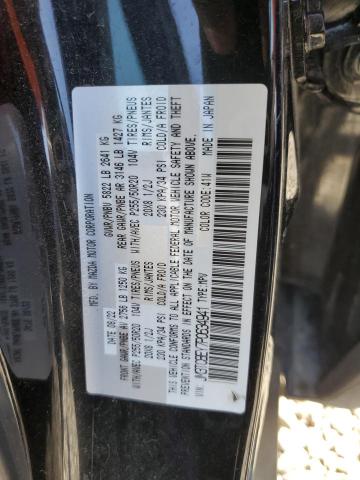 MFD. BY MAZDA MOTOR CORPORATION
DATE 08/22 GVWR/PNBV 5822 LB 2641 KG
FRONT GAWR/PNBE AV 2756 LB 1250 KG REAR GAWR/PNBE AR 3146 LB 1427 KG
WITH/AVEC P255/50R20 104V TIRES/PNEUS WITH/AVEC P255/50R20 104V TIRES/PNEUS
20X8 1/2J RIMS/JANTES 20X8 1/2J RIMS/JANTES
230 KPA/34 PSI COLD/A FROID 230 KPA/34 PSI COLD/A FROID
THIS VEHICLE CONFORMS TO ALL APPLICABLE FEDERAL MOTOR VEHICLE SAFETY AND THEFT
PREVENTION STANDARDS IN EFFECT ON THE DATE OF MANUFACTURE SHOWN ABOVE.
TYPE: MPV COLOR CODE: 41W MADE IN JAPAN
VIN: